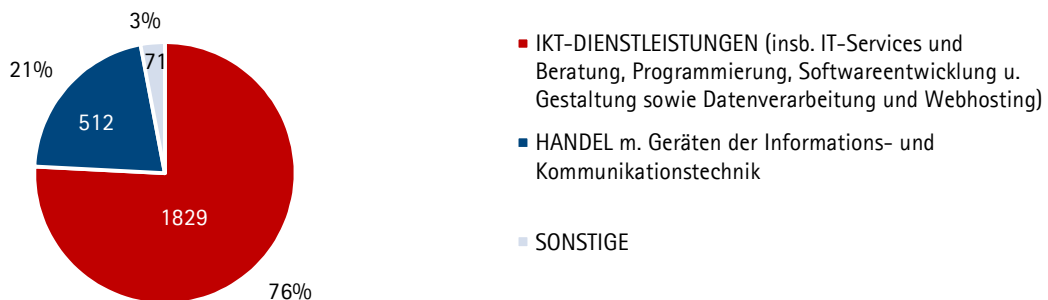 3%
71
21%
512
1829
76%
IKT-DIENSTLEISTUNGEN (insb. IT-Services und
Beratung, Programmierung, Softwareentwicklung u.
Gestaltung sowie Datenverarbeitung und Webhosting)
HANDEL m. Geräten der Informations- und
Kommunikationstechnik
SONSTIGE